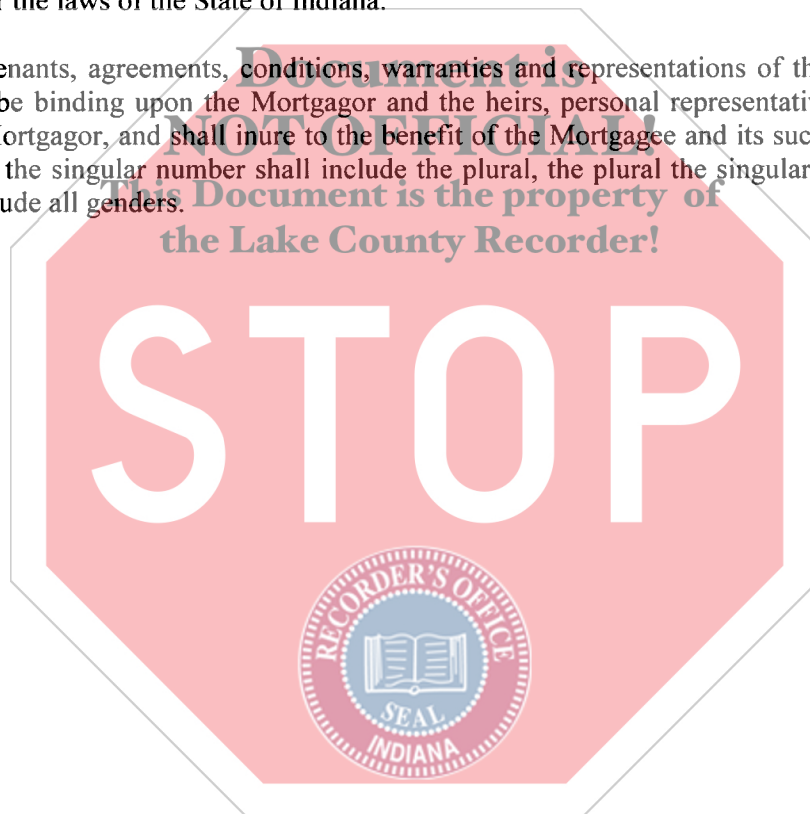 the laws of the State of Indiana.
enants, agreements, conditions, warranties and representations of th
be binding upon the Mortgagor and the heirs, personal representativ
Mortgagor, and shall inure to the benefit of the Mortgagee and its suc
the singular number shall include the plural, the plural the singular
ude all genders.
Document is
NOT OFFICIAL!
This Document is the property of
the Lake County Recorder!
STOP
RECORDER'S OFFICE
SEAL
INDIANA